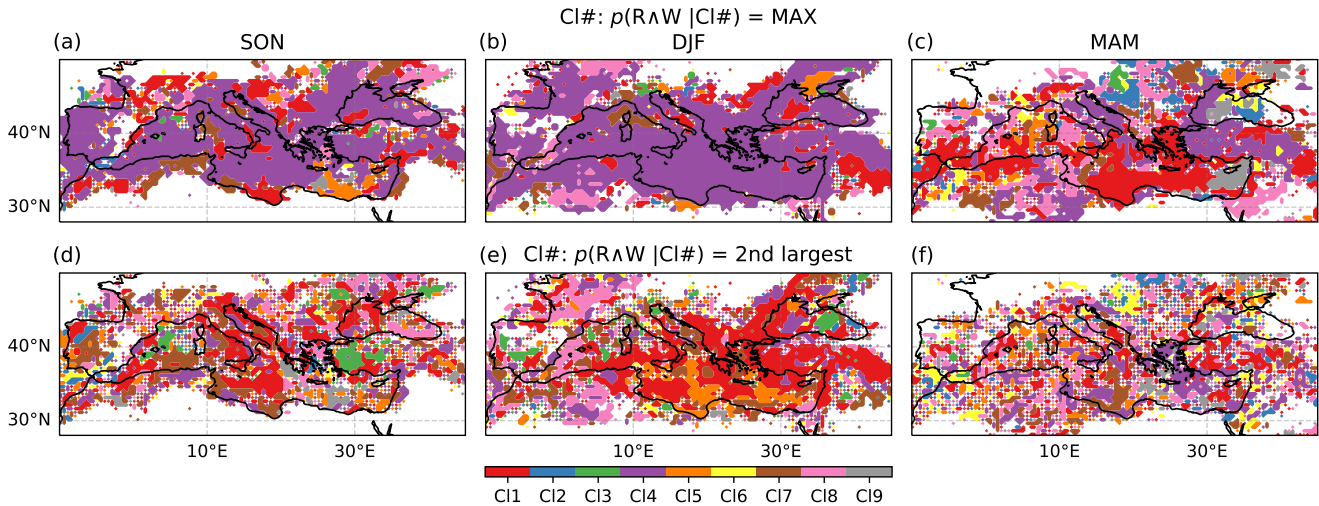 Cl#: p(R∧W |Cl#) = MAX
(a) SON (b) DJF (c) MAM
40°N
30°N
(d) (e) Cl#: p(R∧W |Cl#) = 2nd largest (f)
40°N
30°N
10°E 30°E 10°E 30°E 10°E 30°E
Cl1 Cl2 Cl3 Cl4 Cl5 Cl6 Cl7 Cl8 Cl9